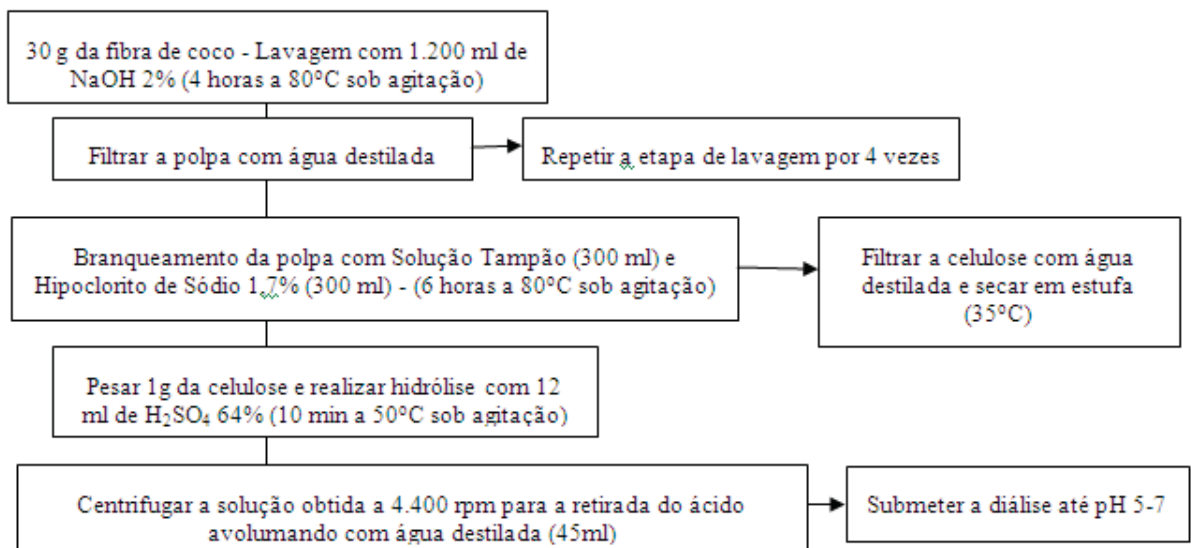 30 g da fibra de coco - Lavagem com 1.200 ml de
NaOH 2% (4 horas a 80°C sob agitação)
Filtrar a polpa com água destilada
Repetir a etapa de lavagem por 4 vezes
Branqueamento da polpa com Solução Tampão (300 ml) e
Hipoclorito de Sódio 1,7% (300 ml) - (6 horas a 80°C sob agitação)
Filtrar a celulose com água
destilada e secar em estufa
(35°C)
Pesar 1g da celulose e realizar hidrólise com 12
ml de H₂SO₄ 64% (10 min a 50°C sob agitação)
Centrifugar a solução obtida a 4.400 rpm para a retirada do ácido
avolumando com água destilada (45ml)
Submeter a diálise até pH 5-7